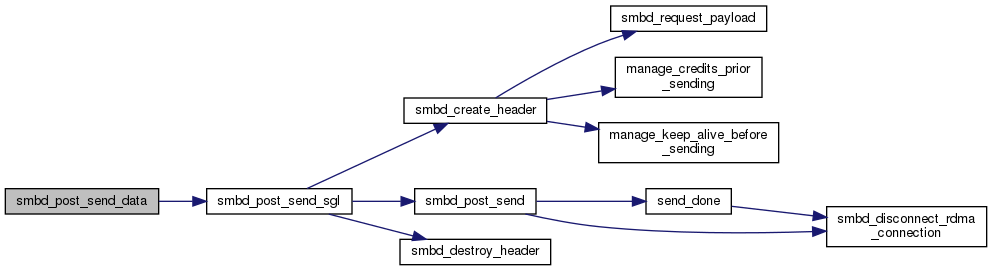 smbd_request_payload
manage_credits_prior
_sending
smbd_create_header
manage_keep_alive_before
_sending
smbd_post_send_data
smbd_post_send_sgl
smbd_post_send
send_done
smbd_disconnect_rdma
_connection
smbd_destroy_header